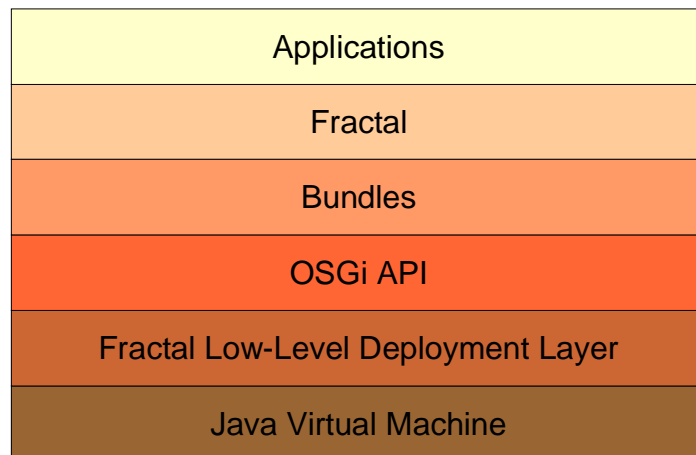 Applications
Fractal
Bundles
OSGi API
Fractal Low-Level Deployment Layer
Java Virtual Machine